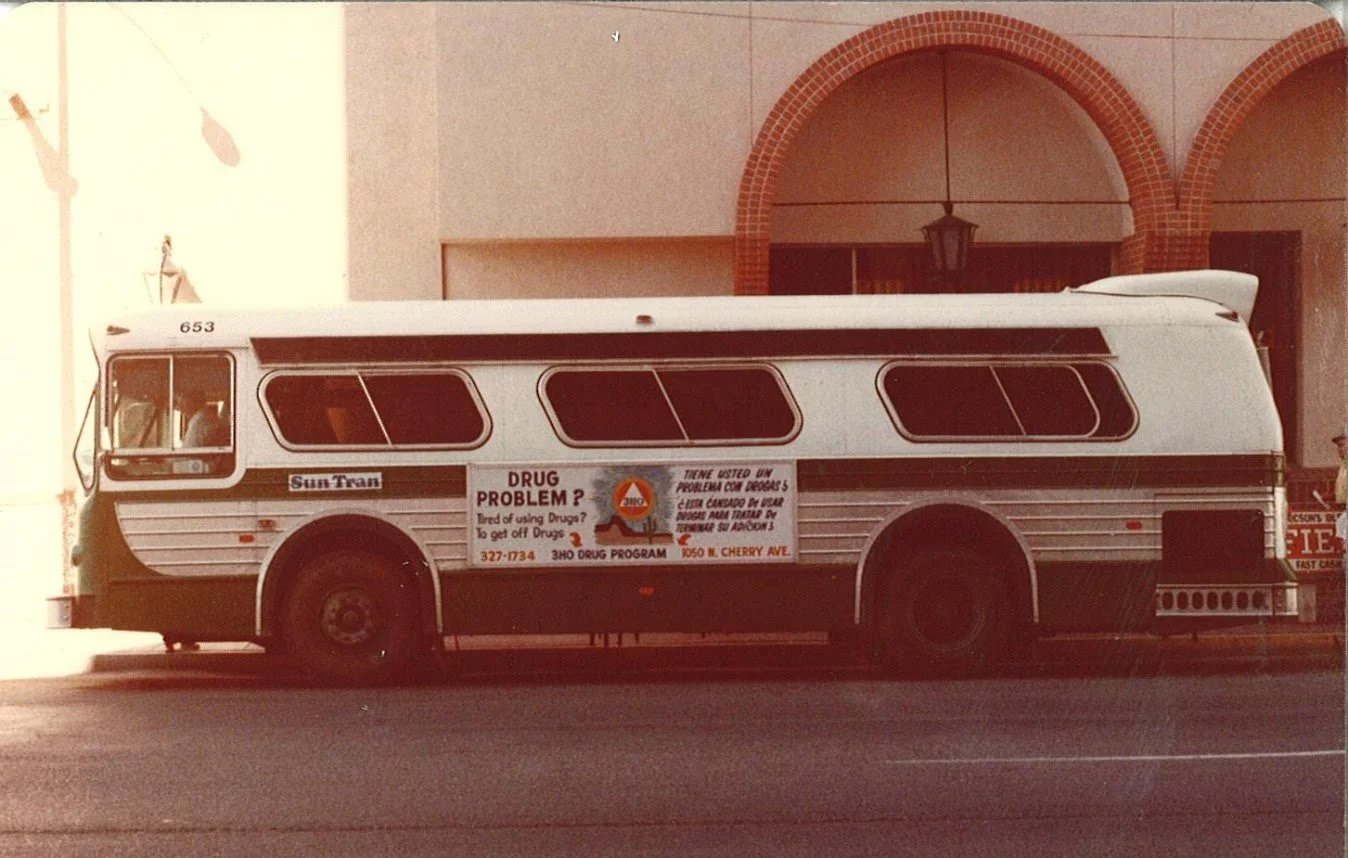 653
Sun Tran
DRUG
PROBLEM?
Tired of using Drugs?
To get off Drugs
327-1734
3HO
3HO DRUG PROGRAM
TIENE USTED UN
PROBLEMA CON DROGAS
¿ESTA CANSADO De USAR
DROGAS PARA TRATAR De
TERMINAR SU ADICION
1050 N. CHERRY AVE.
FAST CASH